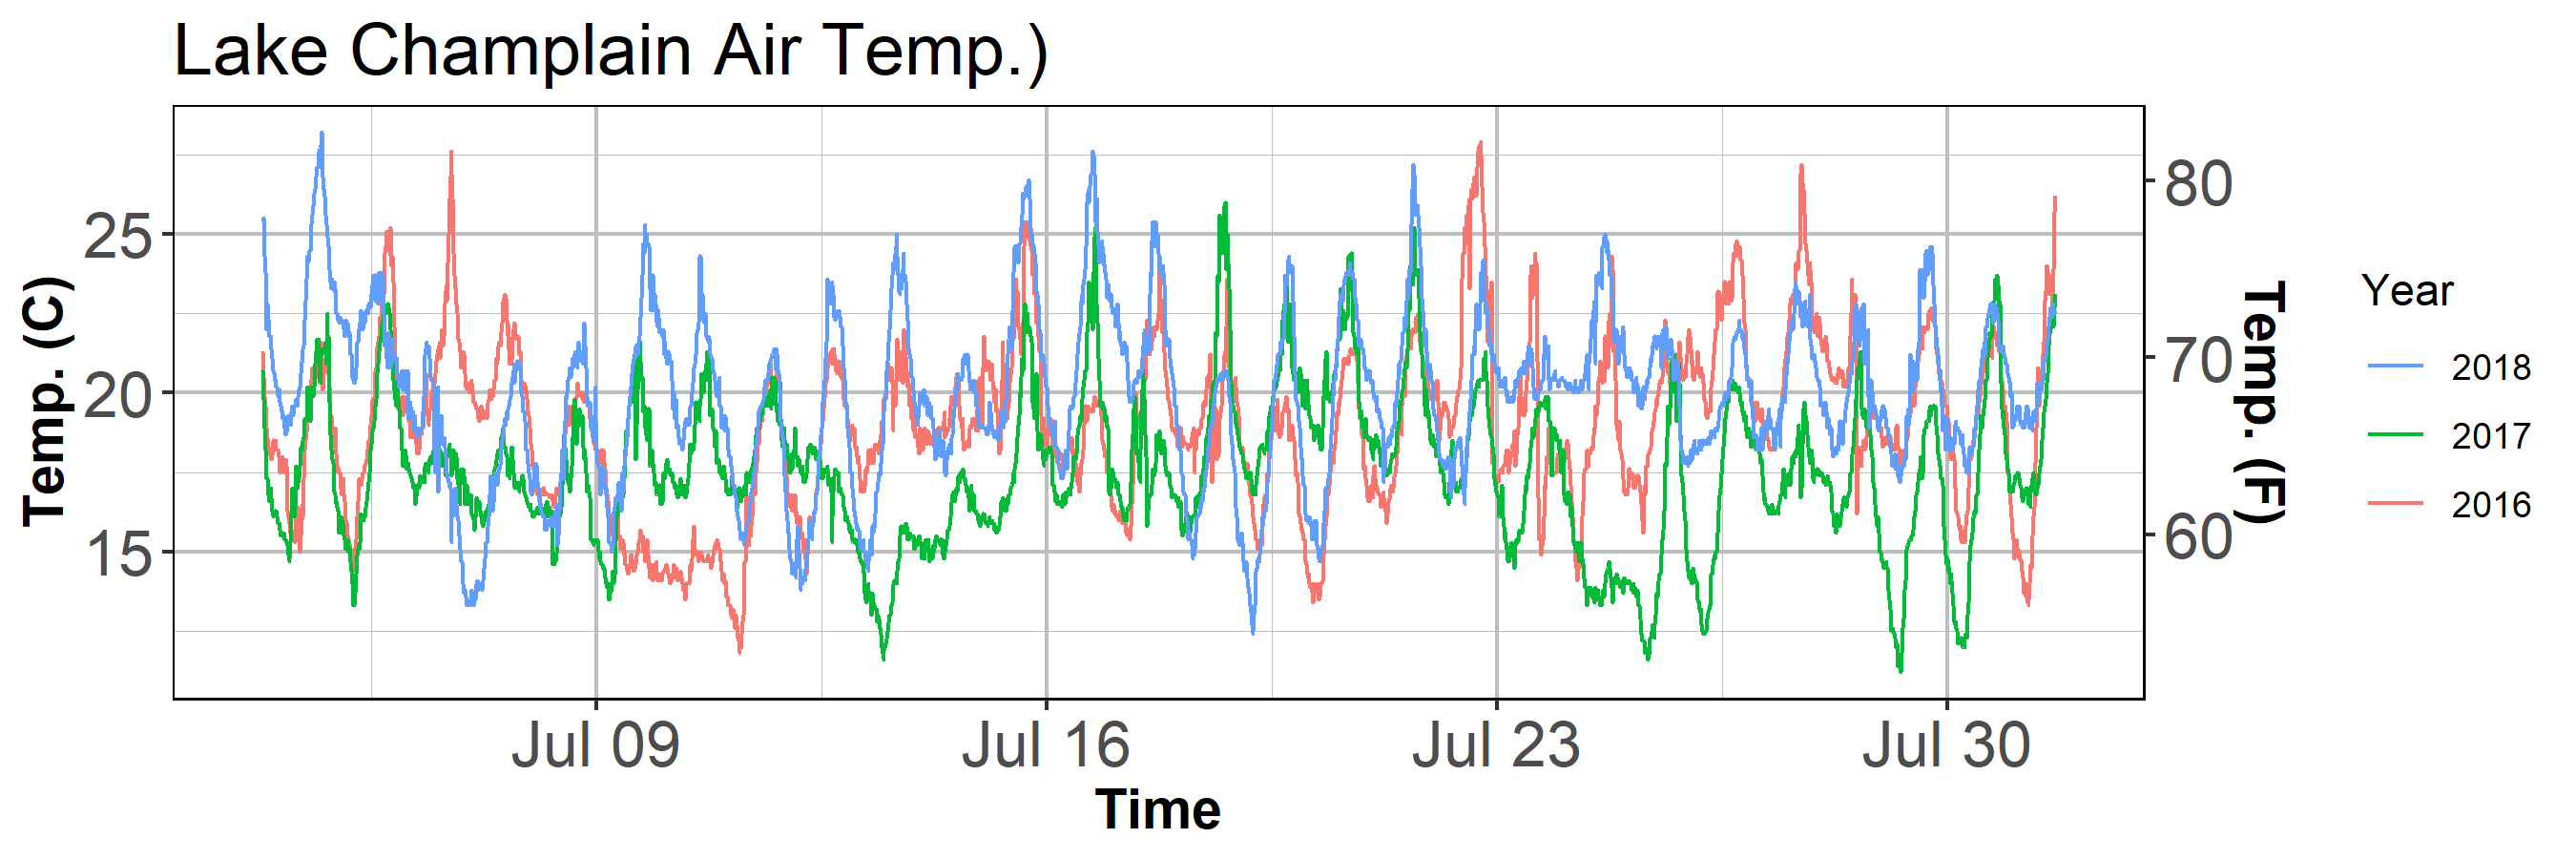 Lake Champlain Air Temp.)
Temp. (C)
25
20
15
80
70
60
Temp. (F)
Jul 09
Jul 16
Jul 23
Jul 30
Time
Year
2018
2017
2016